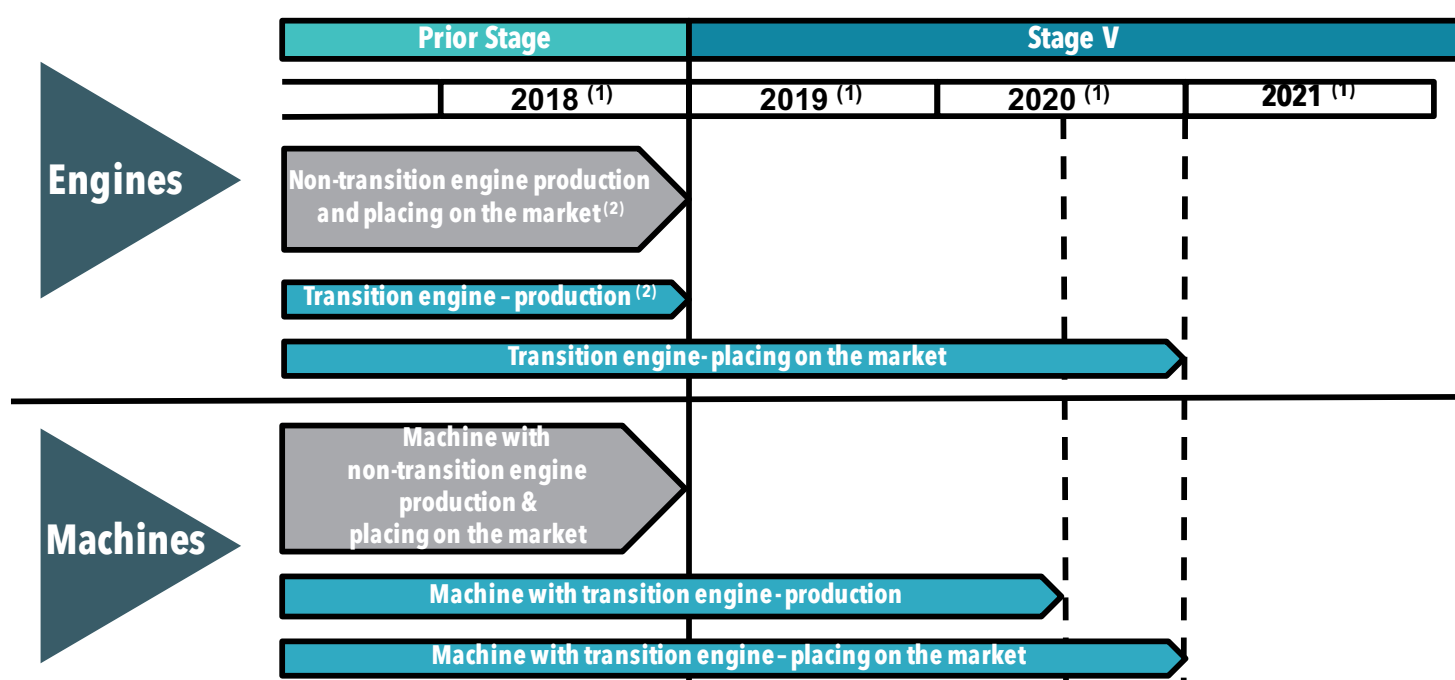 Prior Stage
Stage V
2018 (1)
2019 (1)
2020 (1)
2021 (1)
Engines
Non-transition engine production
and placing on the market (2)
Transition engine – production (2)
Transition engine- placing on the market
Machines
Machine with
non-transition engine
production &
placing on the market
Machine with transition engine - production
Machine with transition engine – placing on the market